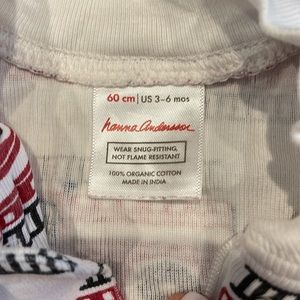 60 cm | US 3-6 mos
hanna andersson
WEAR SNUG-FITTING,
NOT FLAME RESISTANT
100% ORGANIC COTTON
MADE IN INDIA